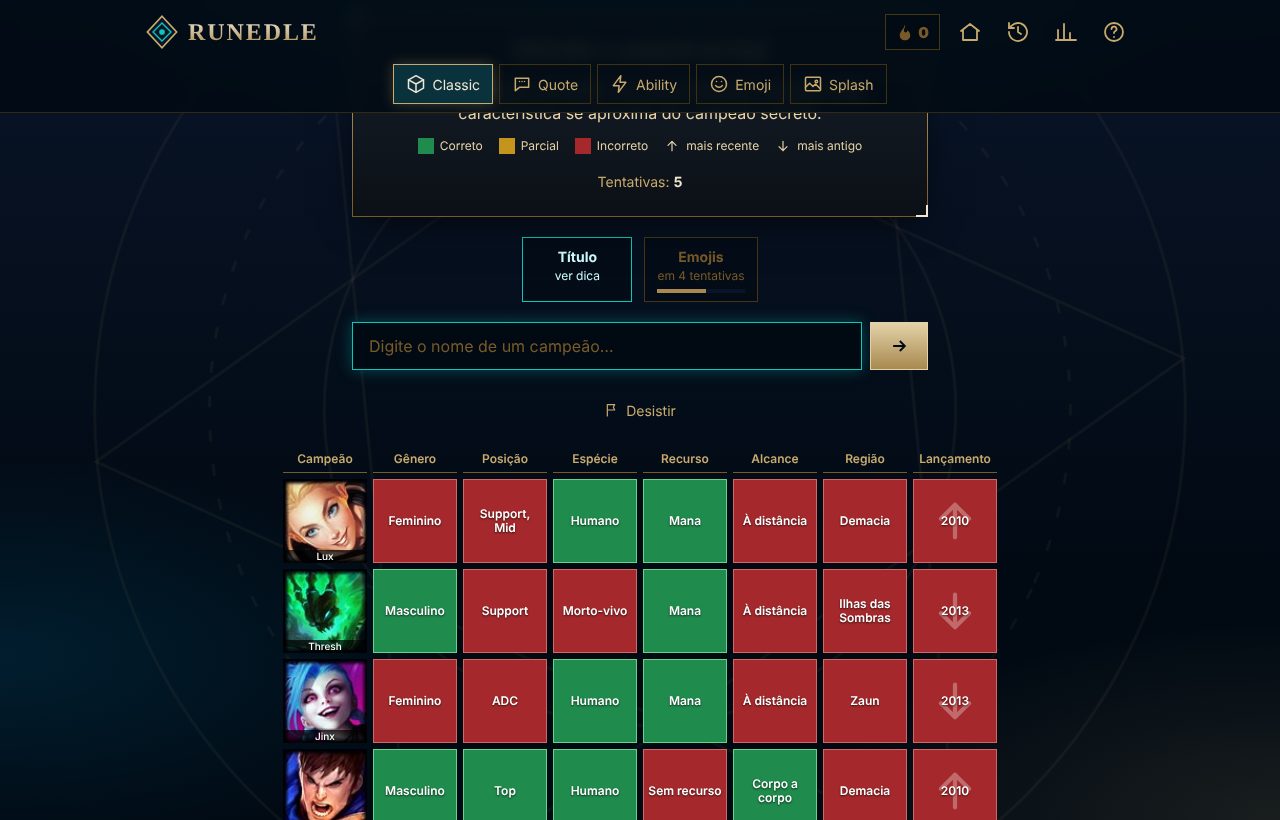 RUNEDLE
0
Classic
Quote
Ability
Emoji
Splash
característica se aproxima do campeão secreto.
Correto
Parcial
Incorreto
↑ mais recente
↓ mais antigo
Tentativas: 5
Título
ver dica
Emojis
em 4 tentativas
Digite o nome de um campeão...
Desistir
Campeão
Gênero
Posição
Espécie
Recurso
Alcance
Região
Lançamento
Lux
Feminino
Support,
Mid
Humano
Mana
À distância
Demacia
2010
Thresh
Masculino
Support
Morto-vivo
Mana
À distância
Ilhas das
Sombras
2013
Jinx
Feminino
ADC
Humano
Mana
À distância
Zaun
2013
Masculino
Top
Humano
Sem recurso
Corpo a
corpo
Demacia
2010